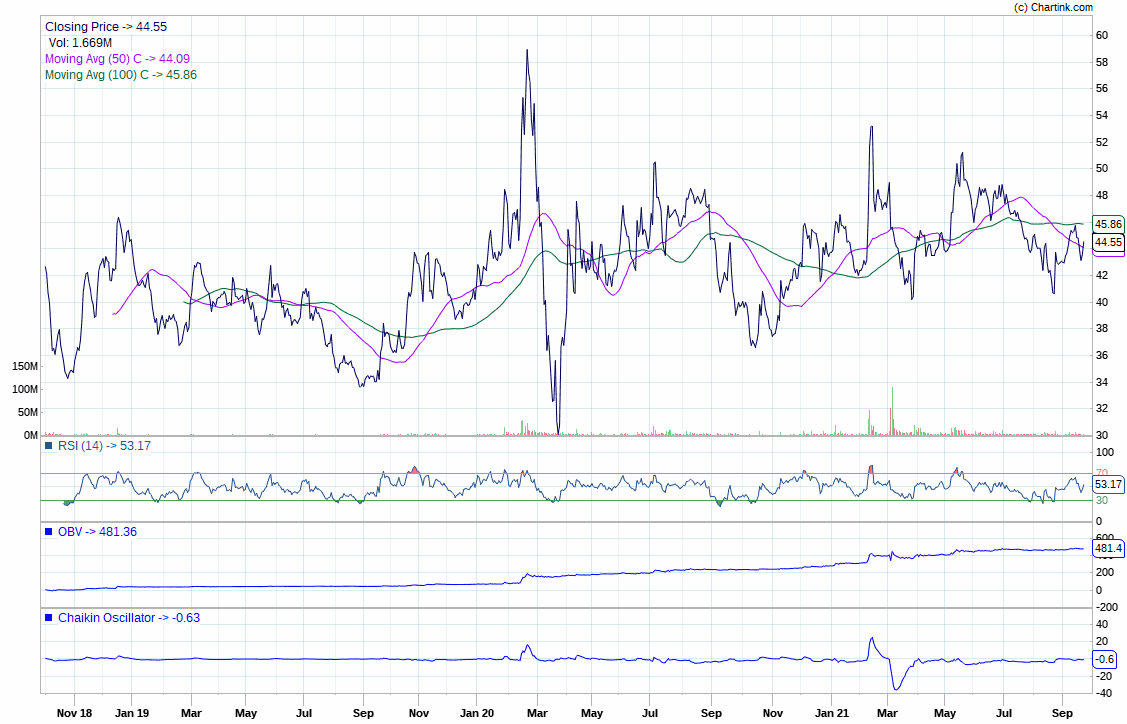 (c) Chartink.com
Closing Price -> 44.55
Vol: 1.669M
Moving Avg (50) C -> 44.09
Moving Avg (100) C -> 45.86
60
58
56
54
52
50
48
45.86
44.55
42
40
38
36
34
32
30
150M
100M
50M
0M
RSI (14) -> 53.17
100
70
53.17
30
0
OBV -> 481.36
600
481.4
400
200
0
-200
Chaikin Oscillator -> -0.63
40
20
-0.6
-20
-40
Nov 18 Jan 19 Mar May Jul Sep Nov Jan 20 Mar May Jul Sep Nov Jan 21 Mar May Jul Sep